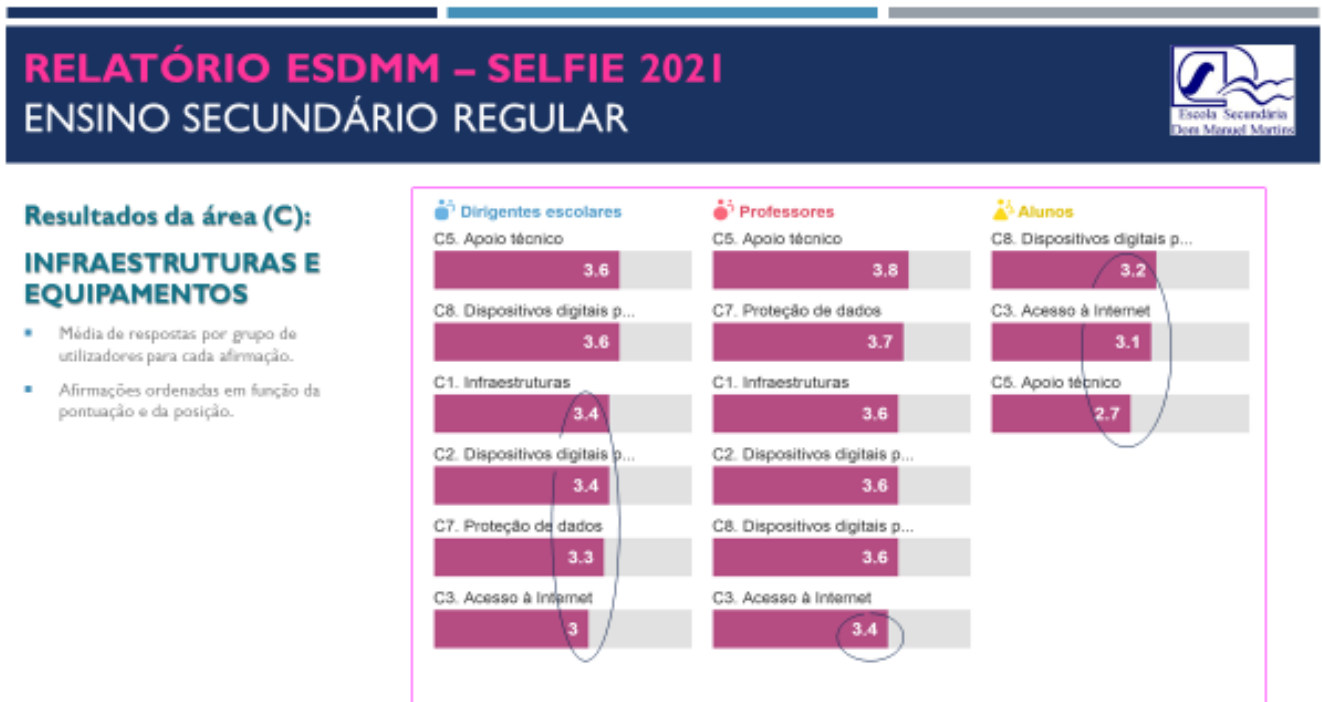 RELATÓRIO ESDMM – SELFIE 2021
ENSINO SECUNDÁRIO REGULAR
Escola Secundária
Dom Manuel Martins
Resultados da área (C):
INFRAESTRUTURAS E
EQUIPAMENTOS
Média de respostas por grupo de
utilizadores para cada afirmação.
Afirmações ordenadas em função da
pontuação e da posição.
Dirigentes escolares
C5. Apoio técnico
3.6
C8. Dispositivos digitais p...
3.6
C1. Infraestruturas
3.4
C2. Dispositivos digitais p...
3.4
C7. Proteção de dados
3.3
C3. Acesso à Internet
3
Professores
C5. Apoio técnico
3.8
C7. Proteção de dados
3.7
C1. Infraestruturas
3.6
C2. Dispositivos digitais p...
3.6
C8. Dispositivos digitais p...
3.6
C3. Acesso à Internet
3.4
Alunos
C8. Dispositivos digitais p...
3.2
C3. Acesso à Internet
3.1
C5. Apoio técnico
2.7